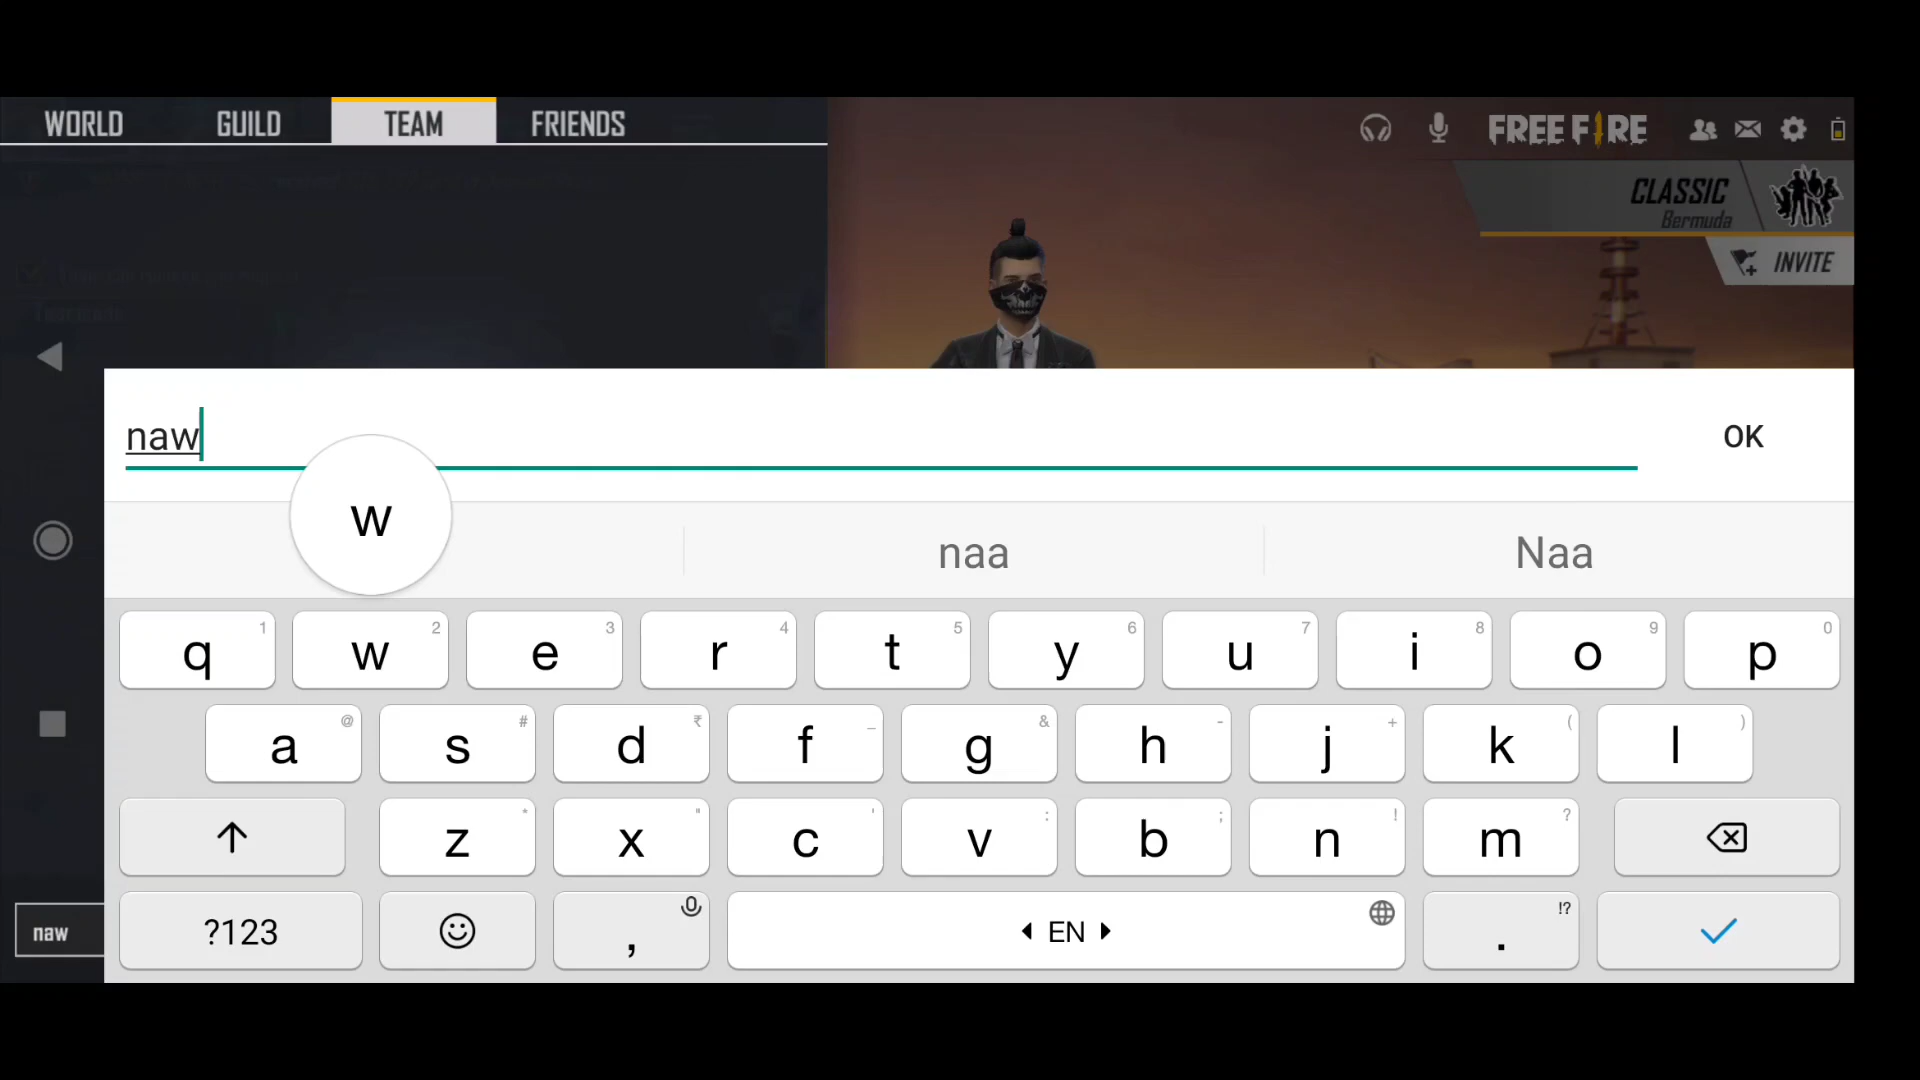 WORLD GUILD TEAM FRIENDS
FREE FIRE
CLASSIC
Bermuda
INVITE
naw
OK
w
naa Naa
q 1 w 2 e 3 r 4 t 5 y 6 u 7 i 8 o 9 p 0
a @ s # d ₹ f _ g & h - j + k ( l )
z * x " c ' v : b ; n ! m ?
naw
?123 , EN . !?